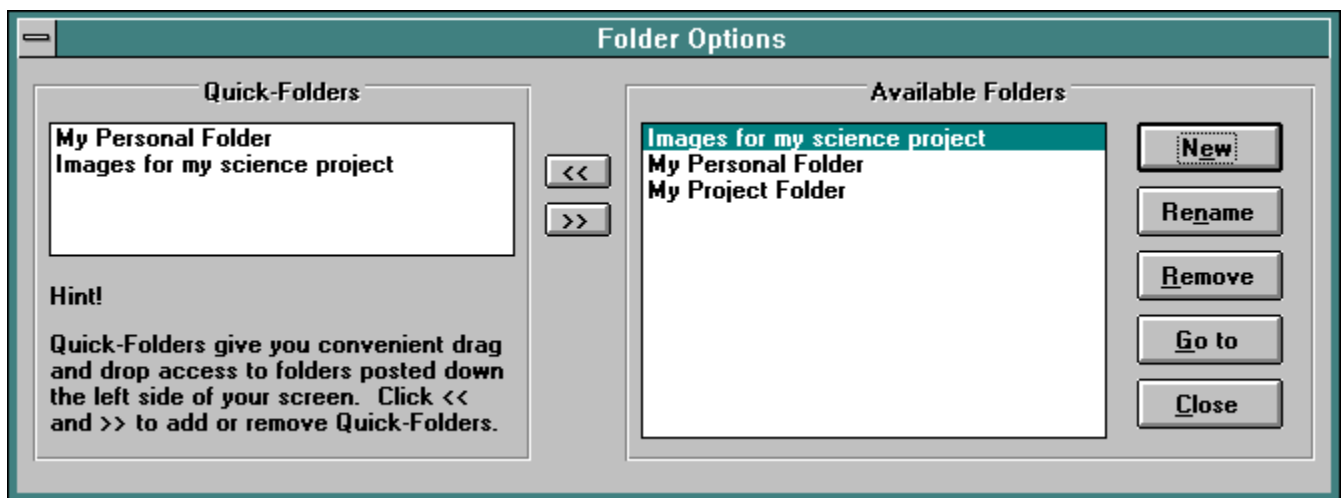 Folder Options
Quick-Folders
My Personal Folder
Images for my science project
Hint!
Quick-Folders give you convenient drag
and drop access to folders posted down
the left side of your screen.  Click <<
and >> to add or remove Quick-Folders.
<<
>>
Available Folders
Images for my science project
My Personal Folder
My Project Folder
New
Rename
Remove
Go to
Close